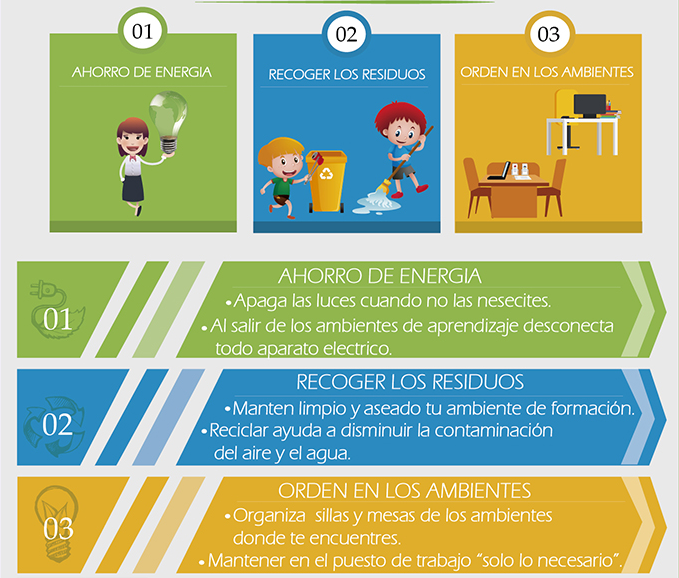 01
02
03
AHORRO DE ENERGIA
RECOGER LOS RESIDUOS
ORDEN EN LOS AMBIENTES
01
AHORRO DE ENERGIA
•Apaga las luces cuando no las nesecites.
•Al salir de los ambientes de aprendizaje desconecta
todo aparato electrico.
02
RECOGER LOS RESIDUOS
•Manten limpio y aseado tu ambiente de formación.
•Reciclar ayuda a disminuir la contaminación
del aire y el agua.
03
ORDEN EN LOS AMBIENTES
•Organiza sillas y mesas de los ambientes
donde te encuentres.
•Mantener en el puesto de trabajo “solo lo necesario”.